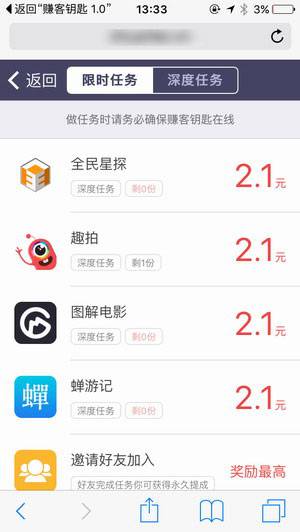 返回“赚客钥匙 1.0”
13:33
3%
返回
限时任务
深度任务
做任务时请务必确保赚客钥匙在线
全民星探
深度任务
剩0份
2.1元
趣拍
深度任务
剩1份
2.1元
图解电影
深度任务
剩0份
2.1元
蝉
蝉游记
深度任务
剩0份
2.1元
邀请好友加入
好友完成任务你可获得永久提成
奖励最高